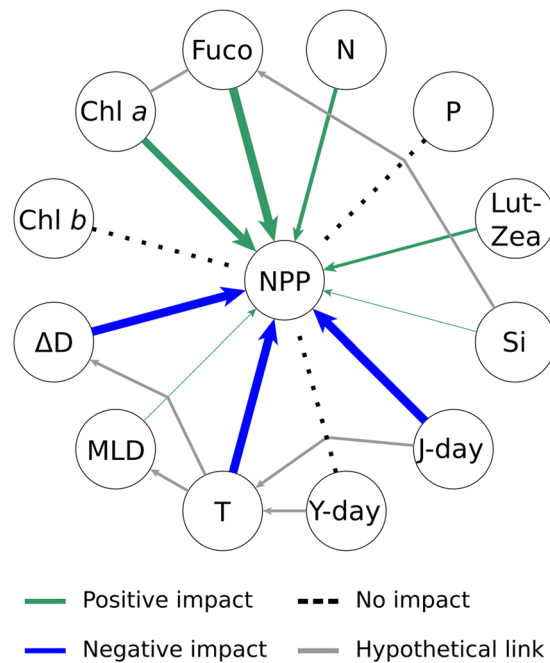 Fuco
N
Chl a
P
Chl b
Lut-
Zea
NPP
ΔD
Si
MLD
J-day
T
Y-day
Positive impact
No impact
Negative impact
Hypothetical link